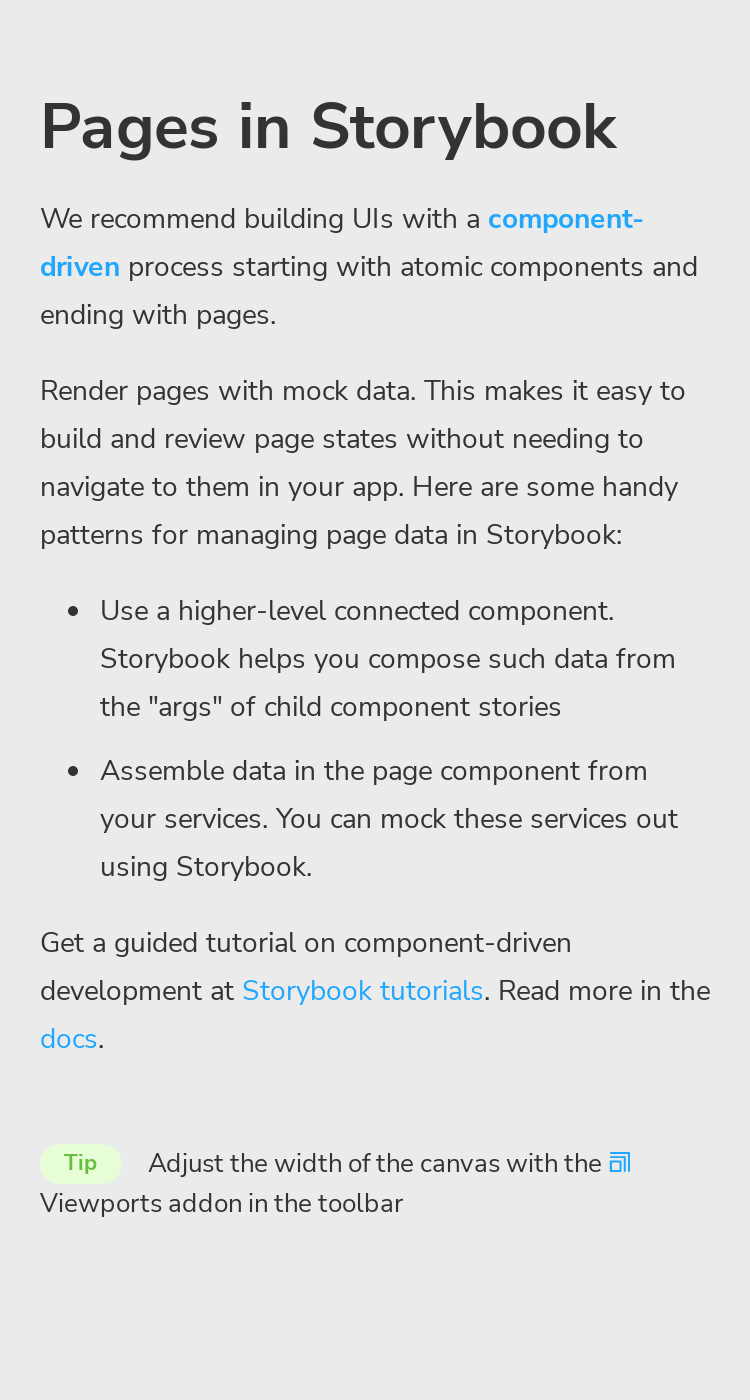 Pages in Storybook
We recommend building UIs with a component-
driven process starting with atomic components and
ending with pages.
Render pages with mock data. This makes it easy to
build and review page states without needing to
navigate to them in your app. Here are some handy
patterns for managing page data in Storybook:
Use a higher-level connected component.
Storybook helps you compose such data from
the "args" of child component stories
Assemble data in the page component from
your services. You can mock these services out
using Storybook.
Get a guided tutorial on component-driven
development at Storybook tutorials. Read more in the
docs.
Tip Adjust the width of the canvas with the
Viewports addon in the toolbar